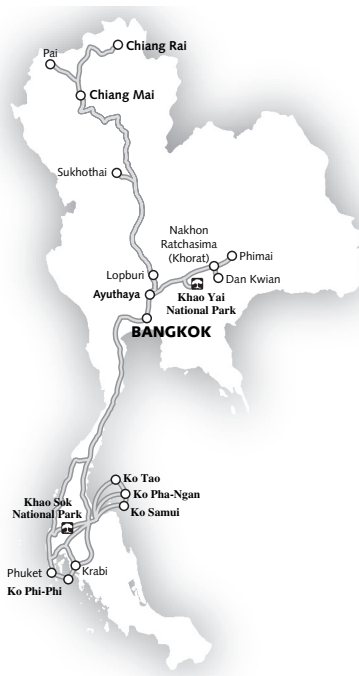 Chiang Rai
Pai
Chiang Mai
Sukhothai
Nakhon
Ratchasima
(Khorat)
Phimai
Lopburi
Dan Kwian
Ayuthaya
Khao Yai
National Park
BANGKOK
Ko Tao
Ko Pha-Ngan
Khao Sok
National Park
Ko Samui
Phuket
Krabi
Ko Phi-Phi